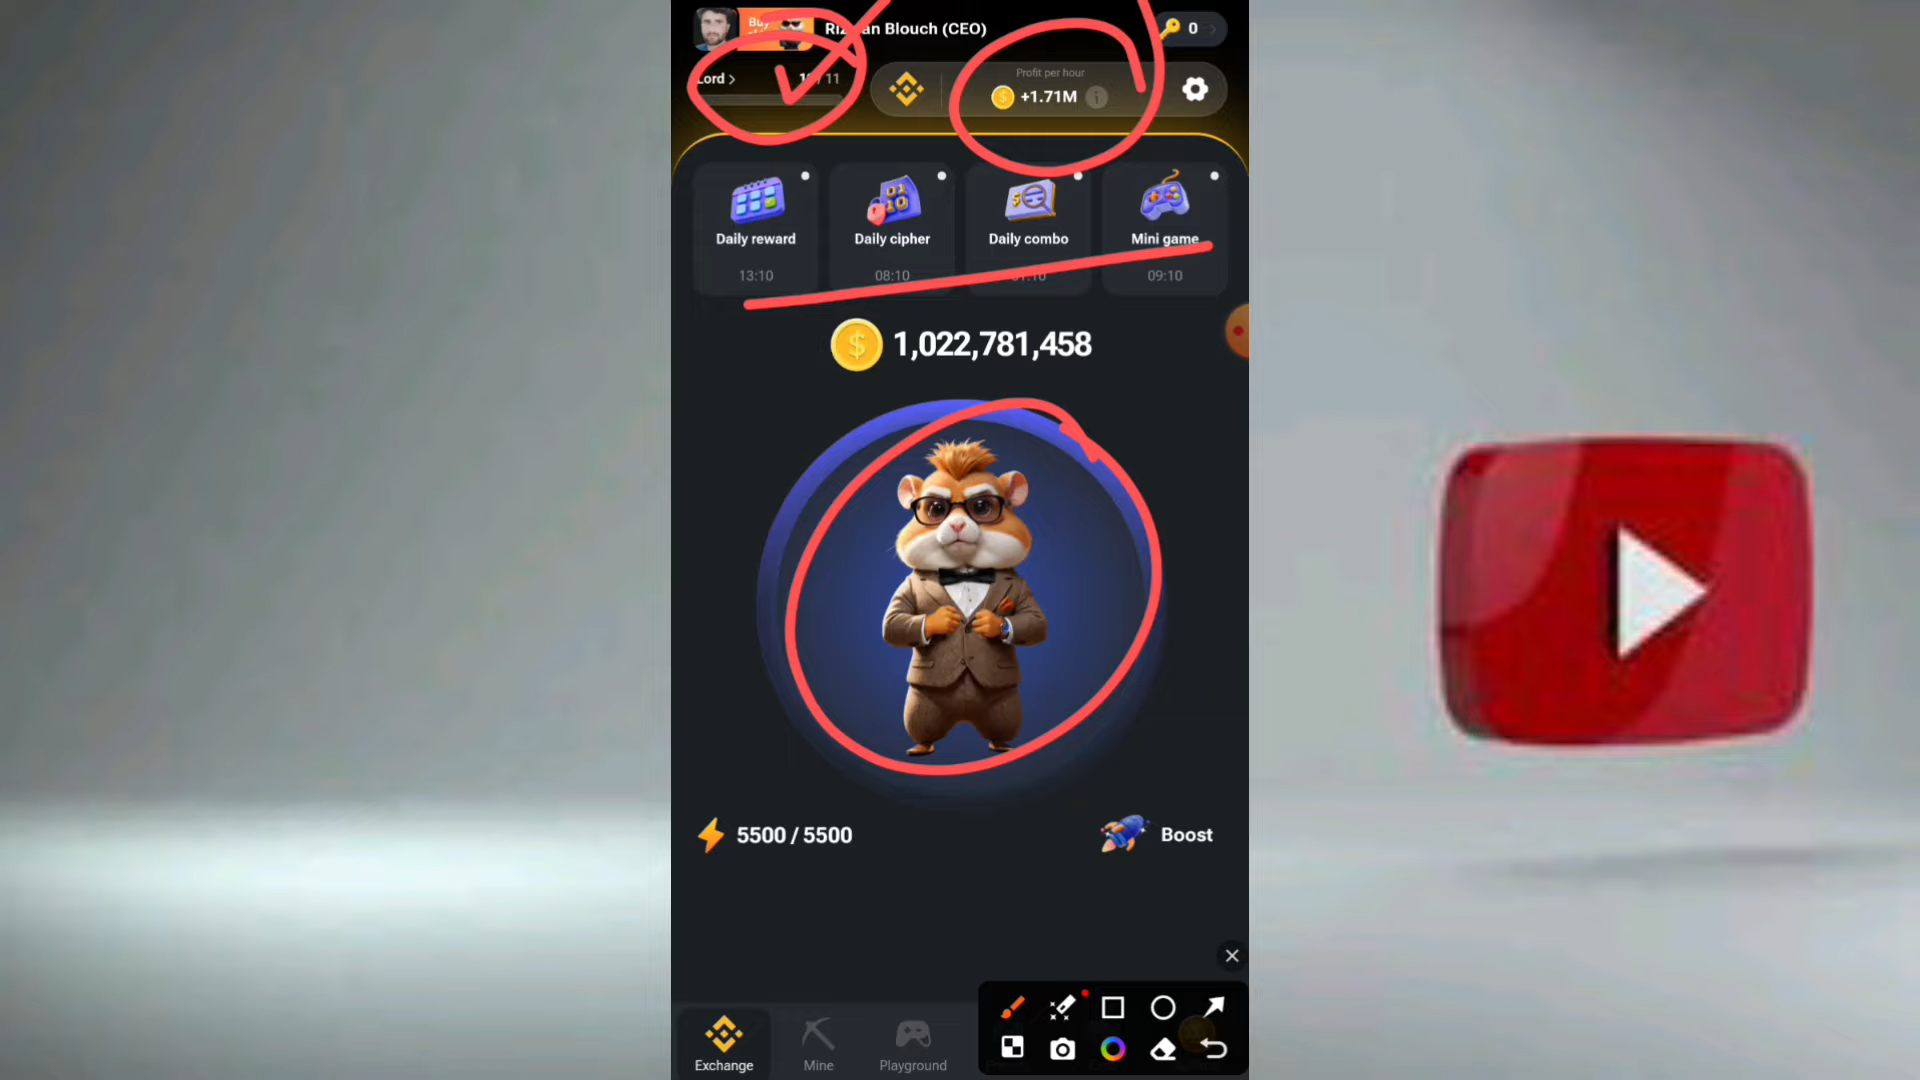 Buy
Blouch (CEO)
0
Lord >
/ 11
Profit per hour
+1.71M
Daily reward
Daily cipher
Daily combo
Mini game
13:10
08:10
09:10
1,022,781,458
5500 / 5500
Boost
Exchange
Mine
Playground